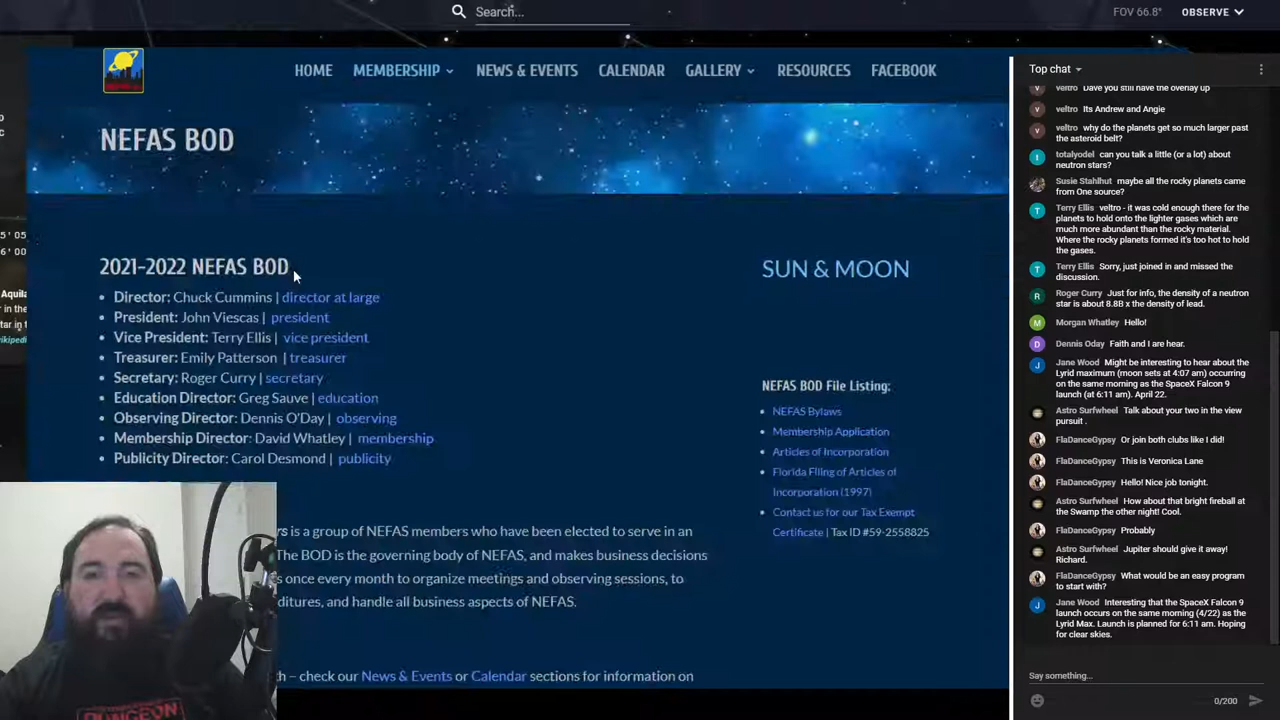 Search...
FOV 66.8°
OBSERVE
HOME
MEMBERSHIP
NEWS & EVENTS
CALENDAR
GALLERY
RESOURCES
FACEBOOK
NEFAS BOD
2021-2022 NEFAS BOD
Director: Chuck Cummins | director at large
President: John Viescas | president
Vice President: Terry Ellis | vice president
Treasurer: Emily Patterson | treasurer
Secretary: Roger Curry | secretary
Education Director: Greg Sauve | education
Observing Director: Dennis O'Day | observing
Membership Director: David Whatley | membership
Publicity Director: Carol Desmond | publicity
is a group of NEFAS members who have been elected to serve in an
The BOD is the governing body of NEFAS, and makes business decisions
once every month to organize meetings and observing sessions, to
and handle all business aspects of NEFAS.
– check our News & Events or Calendar sections for information on
SUN & MOON
NEFAS BOD File Listing:
NEFAS Bylaws
Membership Application
Articles of Incorporation
Florida Filing of Articles of
Incorporation (1997)
Contact us for our Tax Exempt
Certificate | Tax ID #59-2558825
5' 05
6' 00
Aquila
r in the
tar in t
ikipedi
DUNGEON
Top chat
veltro Dave you still have the overlay up
veltro Its Andrew and Angie
veltro why do the planets get so much larger past
the asteroid belt?
totalyodel can you talk a little (or a lot) about
neutron stars?
Susie Stahlhut maybe all the rocky planets came
from One source?
Terry Ellis veltro - it was cold enough there for the
planets to hold onto the lighter gases which are
much more abundant than the rocky material.
Where the rocky planets formed it's too hot to hold
the gases.
Terry Ellis Sorry, just joined in and missed the
discussion.
Roger Curry Just for info, the density of a neutron
star is about 8.8B x the density of lead.
Morgan Whatley Hello!
Dennis Oday Faith and I are hear.
Jane Wood Might be interesting to hear about the
Lyrid maximum (moon sets at 4:07 am) occurring
on the same morning as the SpaceX Falcon 9
launch (at 6:11 am). April 22.
Astro Surfwheel Talk about your two in the view
pursuit .
FlaDanceGypsy Or join both clubs like I did!
FlaDanceGypsy This is Veronica Lane
FlaDanceGypsy Hello! Nice job tonight.
Astro Surfwheel How about that bright fireball at
the Swamp the other night! Cool.
FlaDanceGypsy Probably
Astro Surfwheel Jupiter should give it away!
Richard.
FlaDanceGypsy What would be an easy program
to start with?
Jane Wood Interesting that the SpaceX Falcon 9
launch occurs on the same morning (4/22) as the
Lyrid Max. Launch is planned for 6:11 am. Hoping
for clear skies.
Say something...
0/200